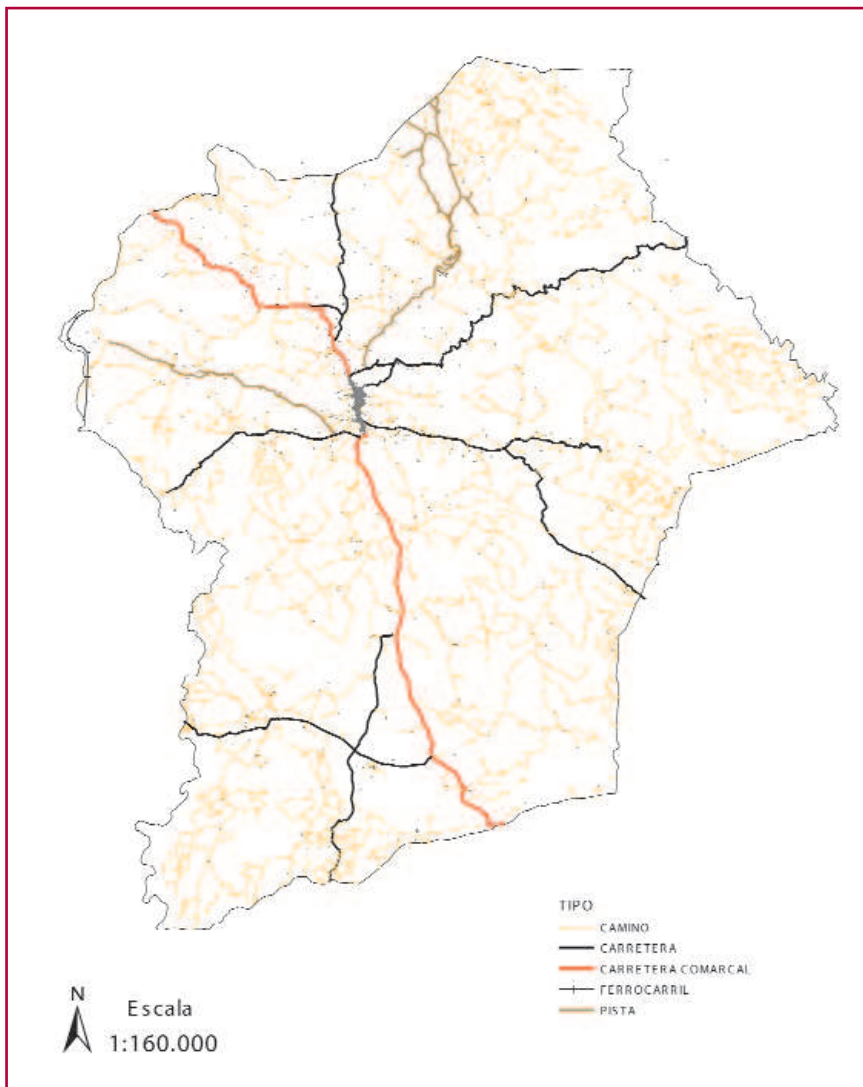 TIPO
CAMINO
CARRETERA
CARRETERA COMARCAL
FERROCARRIL
PISTA
N
Escala
1:160.000